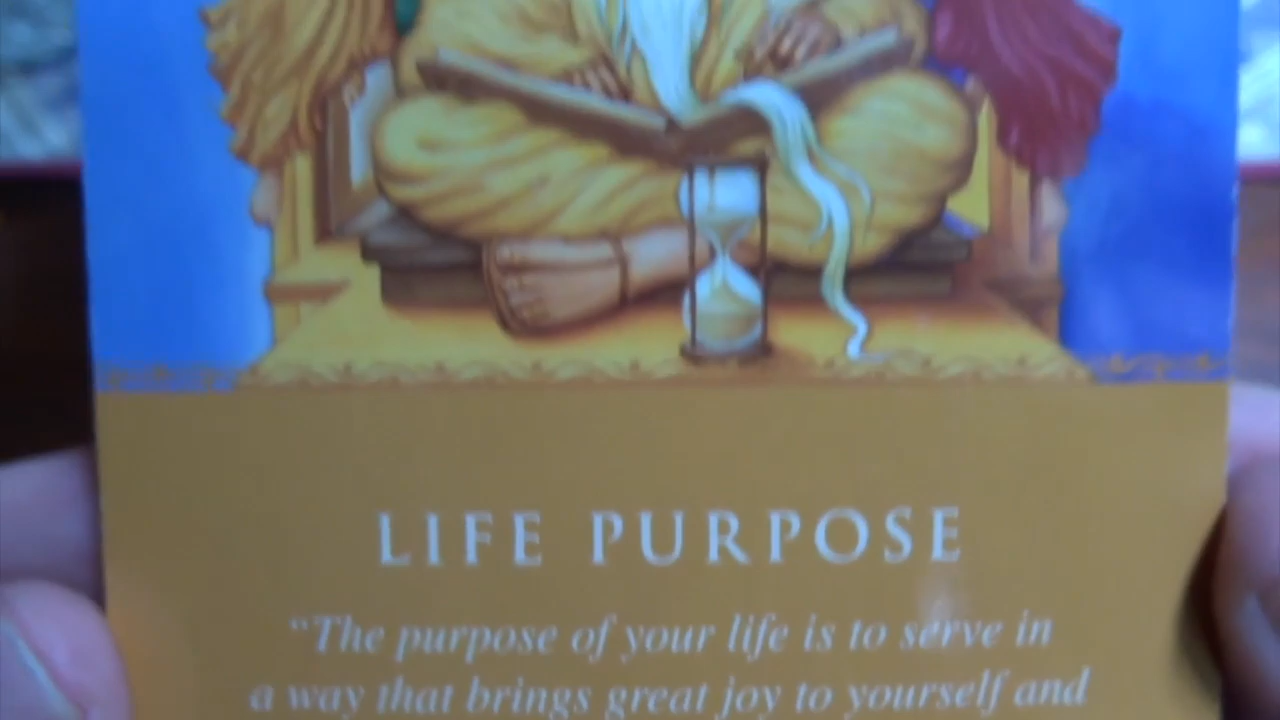 LIFE PURPOSE
“The purpose of your life is to serve in
a way that brings great joy to yourself and